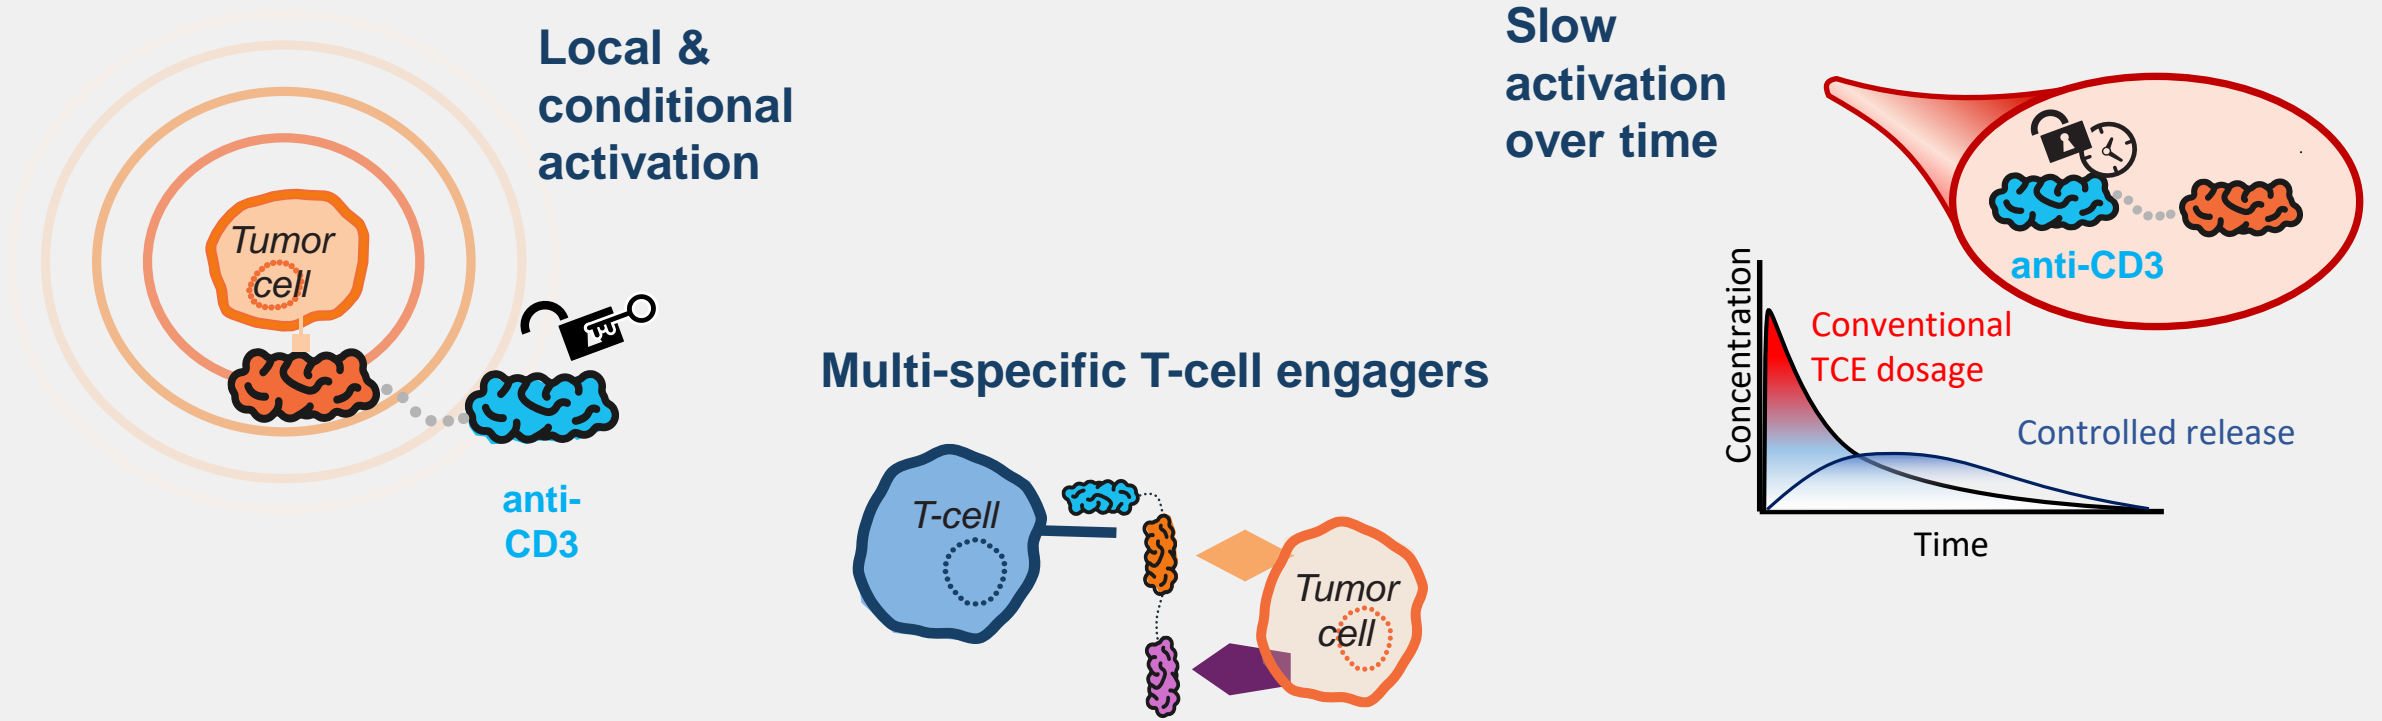 Local &
conditional
activation
Tumor
cell
anti-
CD3
Multi-specific T-cell engagers
T-cell
Tumor
cell
Slow
activation
over time
anti-CD3
Concentration
Conventional
TCE dosage
Controlled release
Time